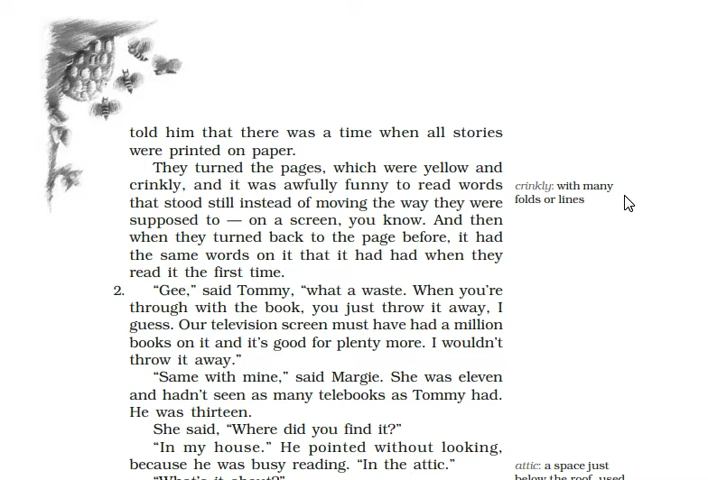 told him that there was a time when all stories
were printed on paper.
They turned the pages, which were yellow and
crinkly, and it was awfully funny to read words
that stood still instead of moving the way they were
supposed to — on a screen, you know. And then
when they turned back to the page before, it had
the same words on it that it had had when they
read it the first time.
crinkly: with many
folds or lines
2. “Gee,” said Tommy, “what a waste. When you’re
through with the book, you just throw it away, I
guess. Our television screen must have had a million
books on it and it’s good for plenty more. I wouldn’t
throw it away.”
“Same with mine,” said Margie. She was eleven
and hadn’t seen as many telebooks as Tommy had.
He was thirteen.
She said, “Where did you find it?”
“In my house.” He pointed without looking,
because he was busy reading. “In the attic.”
“What’s it about?”
attic: a space just
below the roof, used